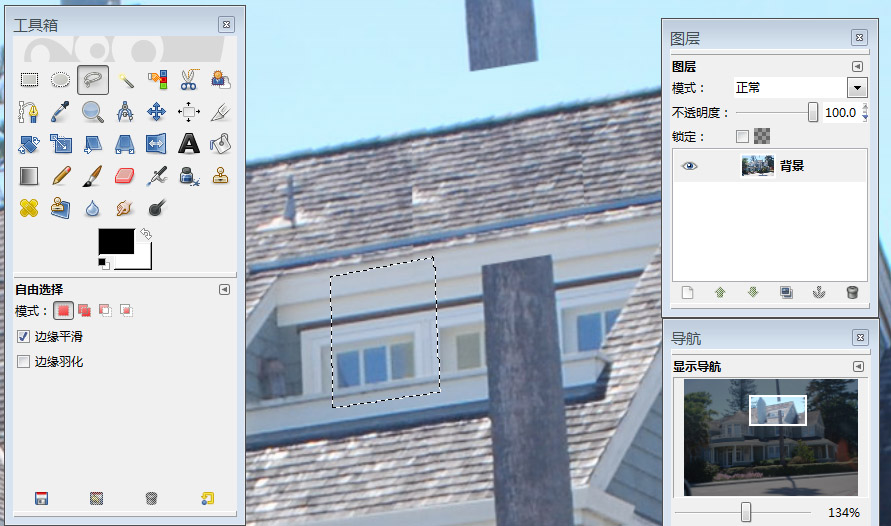 工具箱
自由选择
模式：
边缘平滑
边缘羽化
图层
图层
模式： 正常
不透明度： 100.0
锁定：
背景
导航
显示导航
134%